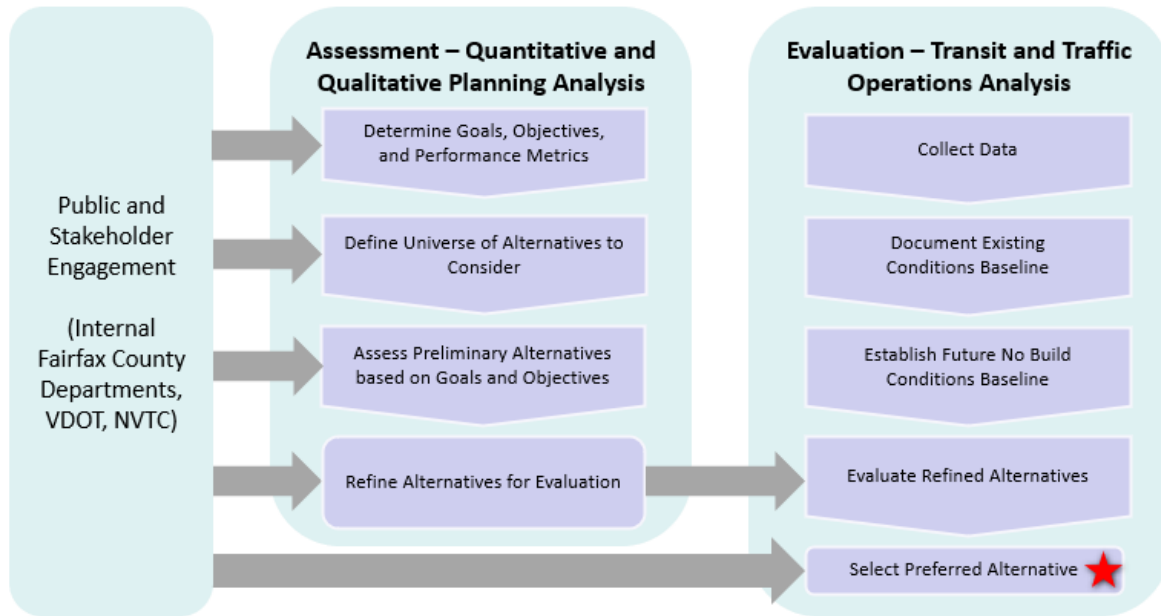 Public and
Stakeholder
Engagement
(Internal
Fairfax County
Departments,
VDOT, NVTC)
Assessment – Quantitative and
Qualitative Planning Analysis
Determine Goals, Objectives,
and Performance Metrics
Define Universe of Alternatives to
Consider
Assess Preliminary Alternatives
based on Goals and Objectives
Refine Alternatives for Evaluation
Evaluation – Transit and Traffic
Operations Analysis
Collect Data
Document Existing
Conditions Baseline
Establish Future No Build
Conditions Baseline
Evaluate Refined Alternatives
Select Preferred Alternative